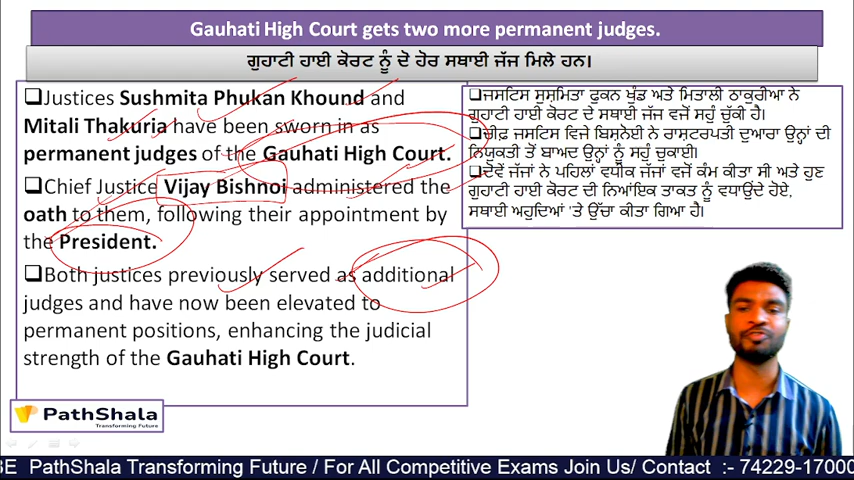 Gauhati High Court gets two more permanent judges.
ਗੁਹਾਟੀ ਹਾਈ ਕੋਰਟ ਨੂੰ ਦੋ ਹੋਰ ਸਥਾਈ ਜੱਜ ਮਿਲੇ ਹਨ।
❑Justices Sushmita Phukan Khound and
Mitali Thakuria have been sworn in as
permanent judges of the Gauhati High Court.
❑Chief Justice Vijay Bishnoi administered the
oath to them, following their appointment by
the President.
❑Both justices previously served as additional
judges and have now been elevated to
permanent positions, enhancing the judicial
strength of the Gauhati High Court.
❑ਜਸਟਿਸ ਸੁਸ਼ਮਿਤਾ ਫੁਕਨ ਖੁੰਡ ਅਤੇ ਮਿਤਾਲੀ ਠਾਕੁਰੀਆ ਨੇ
ਗੁਹਾਟੀ ਹਾਈ ਕੋਰਟ ਦੇ ਸਥਾਈ ਜੱਜ ਵਜੋਂ ਸਹੁੰ ਚੁੱਕੀ ਹੈ।
❑ਚੀਫ਼ ਜਸਟਿਸ ਵਿਜੇ ਬਿਸ਼ਨੋਈ ਨੇ ਰਾਸ਼ਟਰਪਤੀ ਦੁਆਰਾ ਉਨ੍ਹਾਂ ਦੀ
ਨਿਯੁਕਤੀ ਤੋਂ ਬਾਅਦ ਉਨ੍ਹਾਂ ਨੂੰ ਸਹੁੰ ਚੁਕਾਈ।
❑ਦੋਵੇਂ ਜੱਜਾਂ ਨੇ ਪਹਿਲਾਂ ਵਧੀਕ ਜੱਜਾਂ ਵਜੋਂ ਕੰਮ ਕੀਤਾ ਸੀ ਅਤੇ ਹੁਣ
ਗੁਹਾਟੀ ਹਾਈ ਕੋਰਟ ਦੀ ਨਿਆਂਇਕ ਤਾਕਤ ਨੂੰ ਵਧਾਉਂਦੇ ਹੋਏ,
ਸਥਾਈ ਅਹੁਦਿਆਂ 'ਤੇ ਉੱਚਾ ਕੀਤਾ ਗਿਆ ਹੈ।
PathShala
Transforming Future
BE PathShala Transforming Future / For All Competitive Exams Join Us/ Contact :- 74229-17000